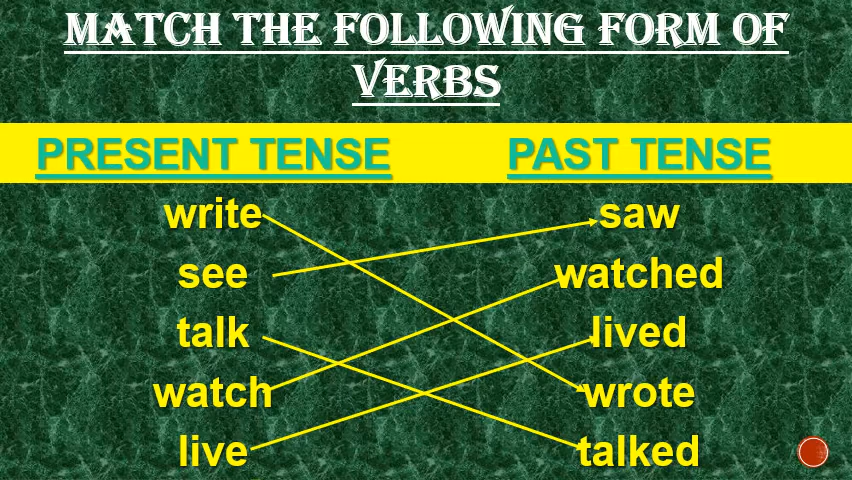 MATCH THE FOLLOWING FORM OF
VERBS
PRESENT TENSE PAST TENSE
write saw
see watched
talk lived
watch wrote
live talked